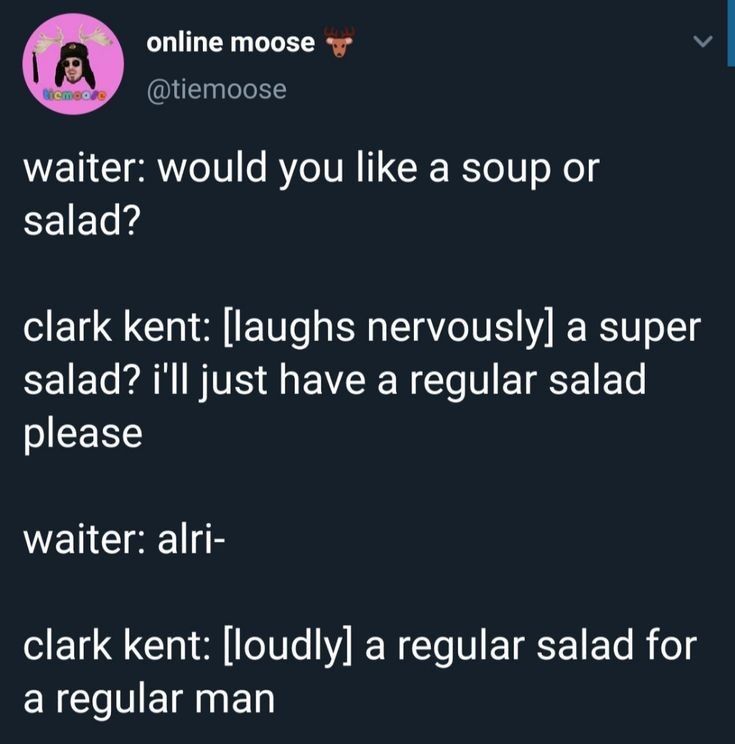 online moose
@tiemoose
tiemoose
waiter: would you like a soup or
salad?
clark kent: [laughs nervously] a super
salad? i'll just have a regular salad
please
waiter: alri-
clark kent: [loudly] a regular salad for
a regular man